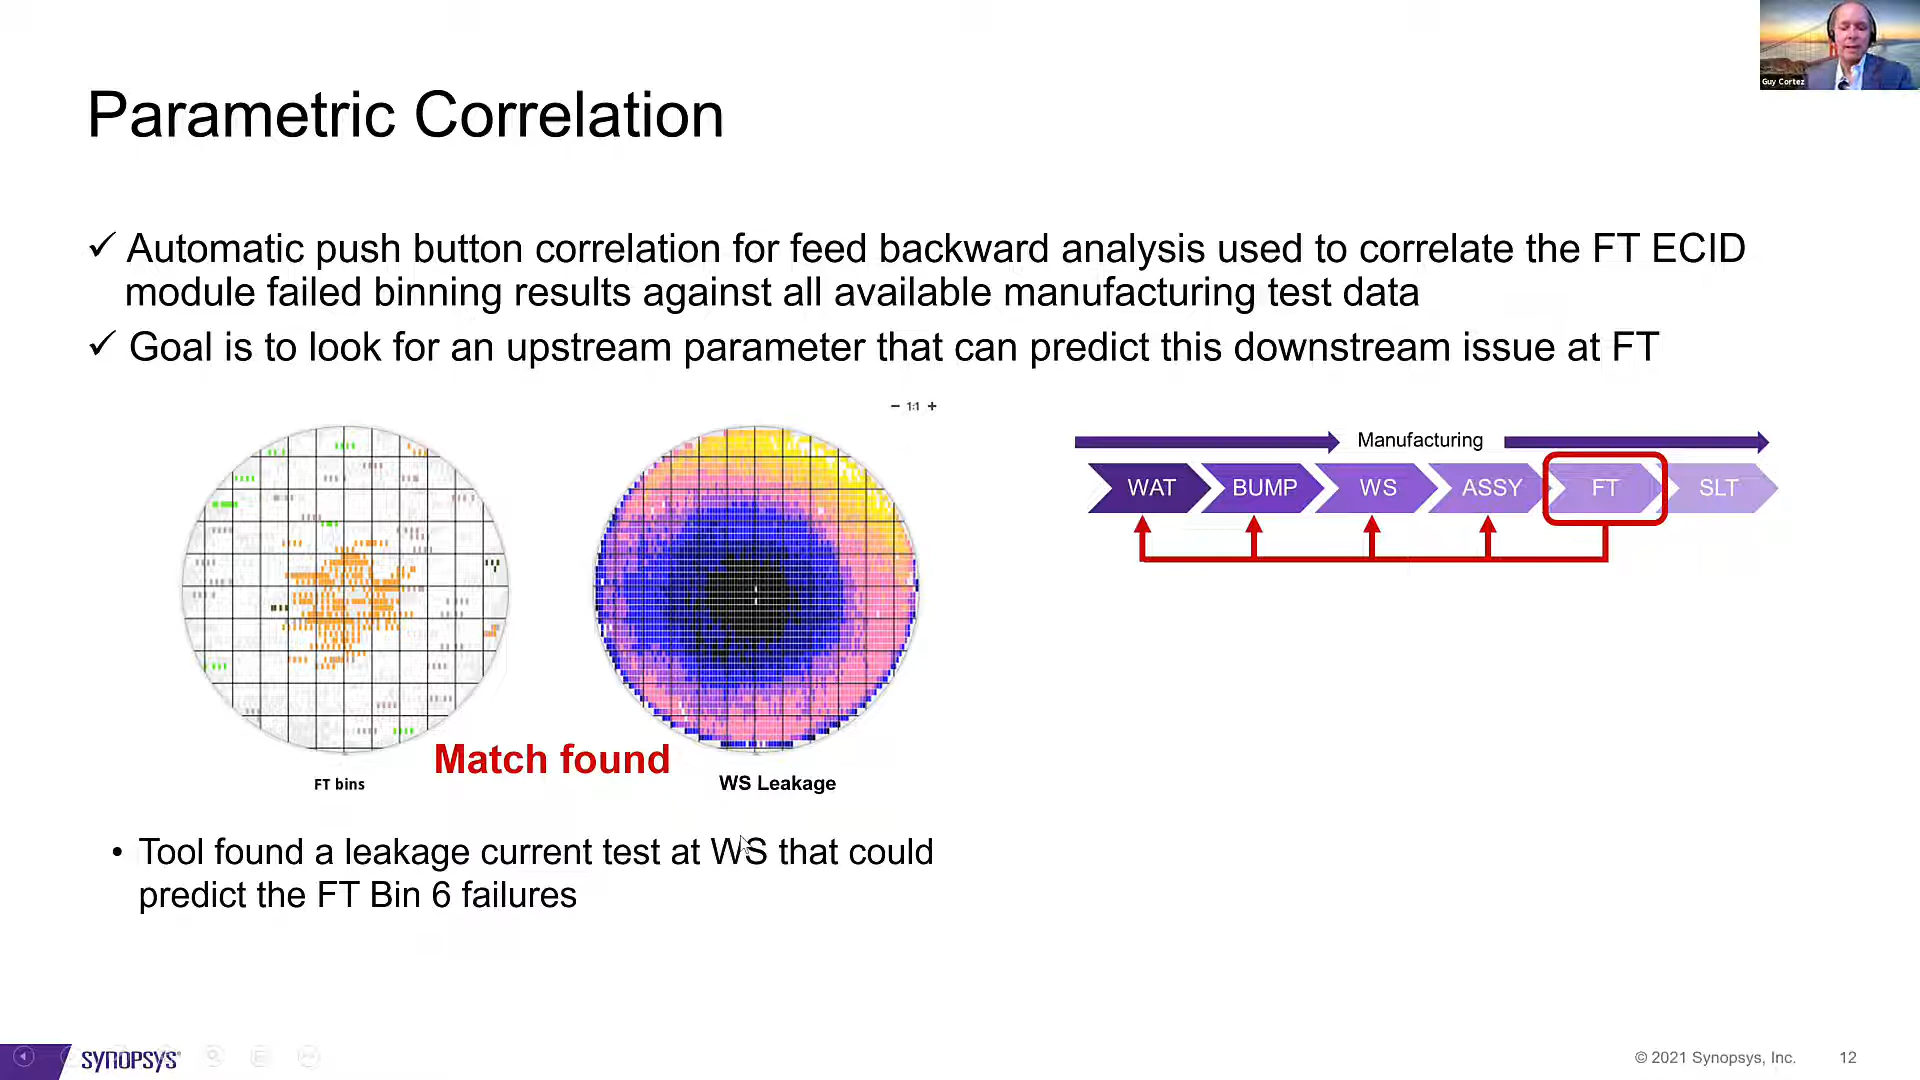 Guy Cortez
Parametric Correlation
✓ Automatic push button correlation for feed backward analysis used to correlate the FT ECID
module failed binning results against all available manufacturing test data
✓ Goal is to look for an upstream parameter that can predict this downstream issue at FT
− 1:1 +
Manufacturing
WAT BUMP WS ASSY FT SLT
Match found
FT bins
WS Leakage
• Tool found a leakage current test at WS that could
predict the FT Bin 6 failures
SYNOPSYS®
© 2021 Synopsys, Inc. 12